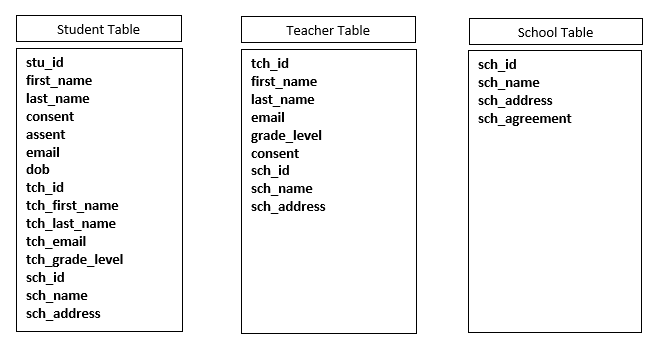 Student Table
stu_id
first_name
last_name
consent
assent
email
dob
tch_id
tch_first_name
tch_last_name
tch_email
tch_grade_level
sch_id
sch_name
sch_address
Teacher Table
tch_id
first_name
last_name
email
grade_level
consent
sch_id
sch_name
sch_address
School Table
sch_id
sch_name
sch_address
sch_agreement